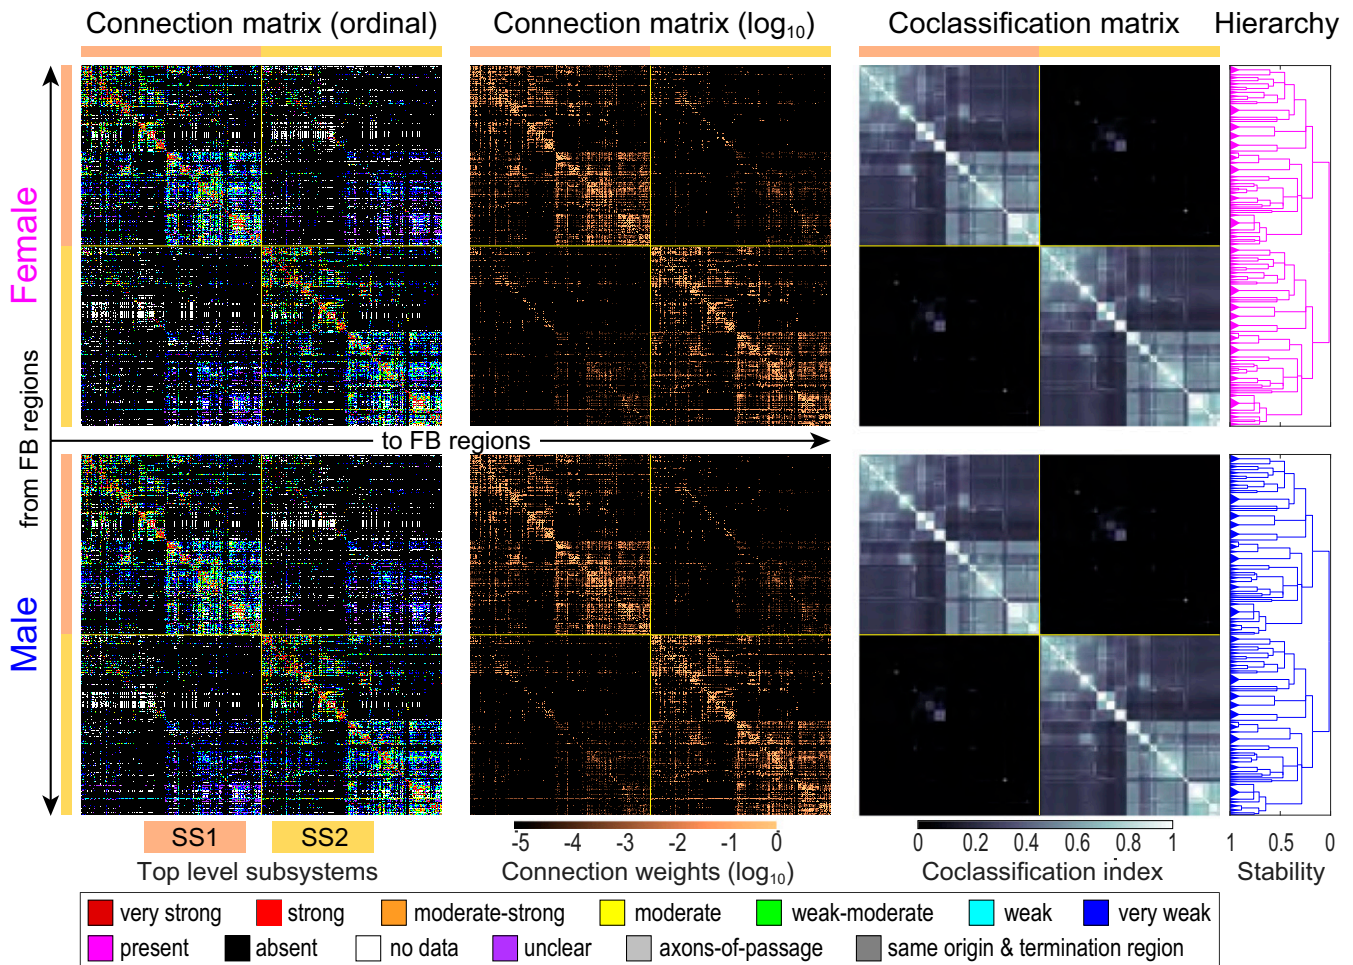 Connection matrix (ordinal)
Connection matrix (log₁₀)
Coclassification matrix
Hierarchy
Female
from FB regions
to FB regions
Male
SS1
SS2
Top level subsystems
-5 -4 -3 -2 -1 0
Connection weights (log₁₀)
0 0.2 0.4 0.6 0.8 1
Coclassification index
1 0.5 0
Stability
very strong strong moderate-strong moderate weak-moderate weak very weak
present absent no data unclear axons-of-passage same origin & termination region